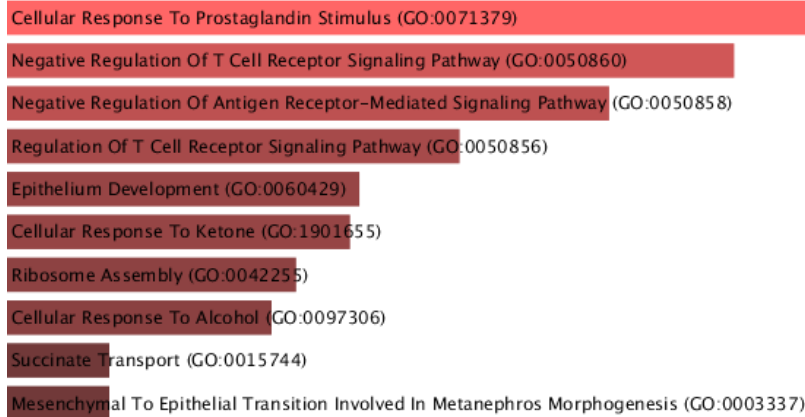 Cellular Response To Prostaglandin Stimulus (GO:0071379)
Negative Regulation Of T Cell Receptor Signaling Pathway (GO:0050860)
Negative Regulation Of Antigen Receptor-Mediated Signaling Pathway (GO:0050858)
Regulation Of T Cell Receptor Signaling Pathway (GO:0050856)
Epithelium Development (GO:0060429)
Cellular Response To Ketone (GO:1901655)
Ribosome Assembly (GO:0042255)
Cellular Response To Alcohol (GO:0097306)
Succinate Transport (GO:0015744)
Mesenchymal To Epithelial Transition Involved In Metanephros Morphogenesis (GO:0003337)